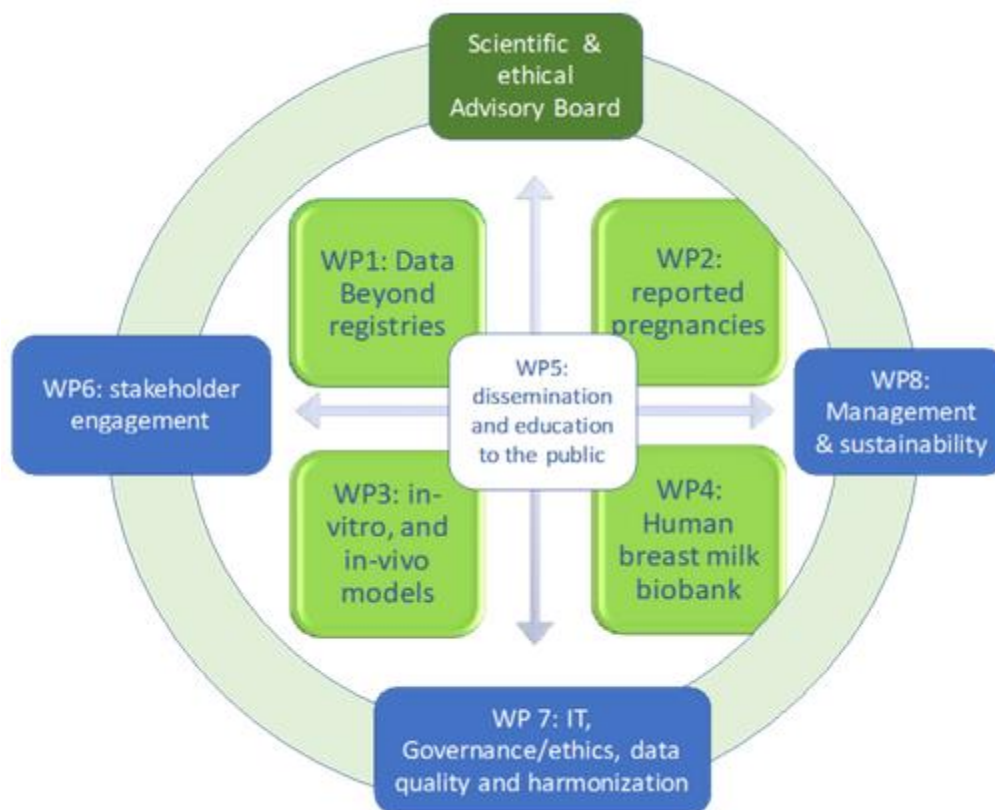 Scientific &
ethical
Advisory Board
WP1: Data
Beyond
registries
WP2:
reported
pregnancies
WP5:
dissemination
and education
to the public
WP6: stakeholder
engagement
WP8:
Management
& sustainability
WP3: in-
vitro, and
in-vivo
models
WP4:
Human
breast milk
biobank
WP 7: IT,
Governance/ethics, data
quality and harmonization